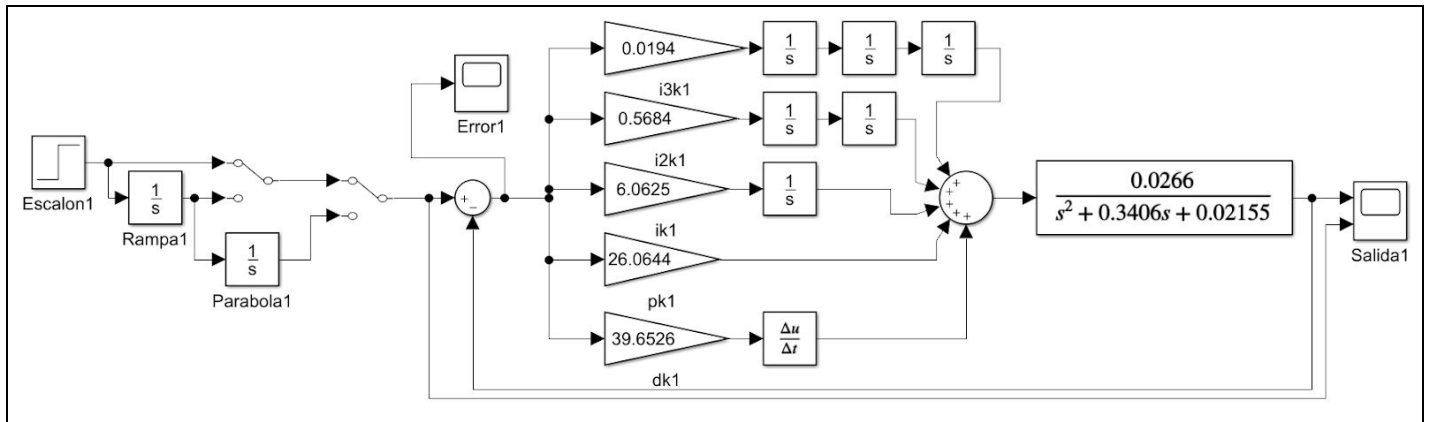 0.0194
1
s
1
s
1
s
i3k1
Error1
0.5684
1
s
1
s
i2k1
Escalon1
1
s
Rampa1
6.0625
1
s
ik1
+
−
+
+
+
+
+
0.0266
s² + 0.3406s + 0.02155
Salida1
1
s
Parabola1
26.0644
pk1
39.6526
Δu
Δt
dk1